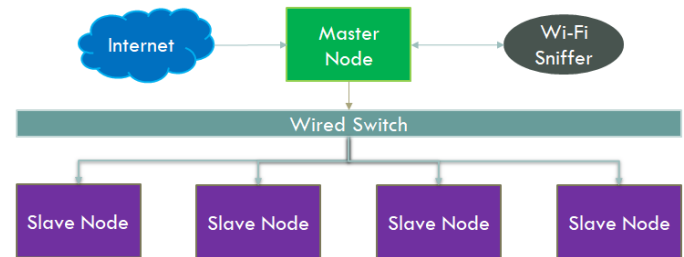 Internet
Master
Node
Wi-Fi
Sniffer
Wired Switch
Slave Node
Slave Node
Slave Node
Slave Node